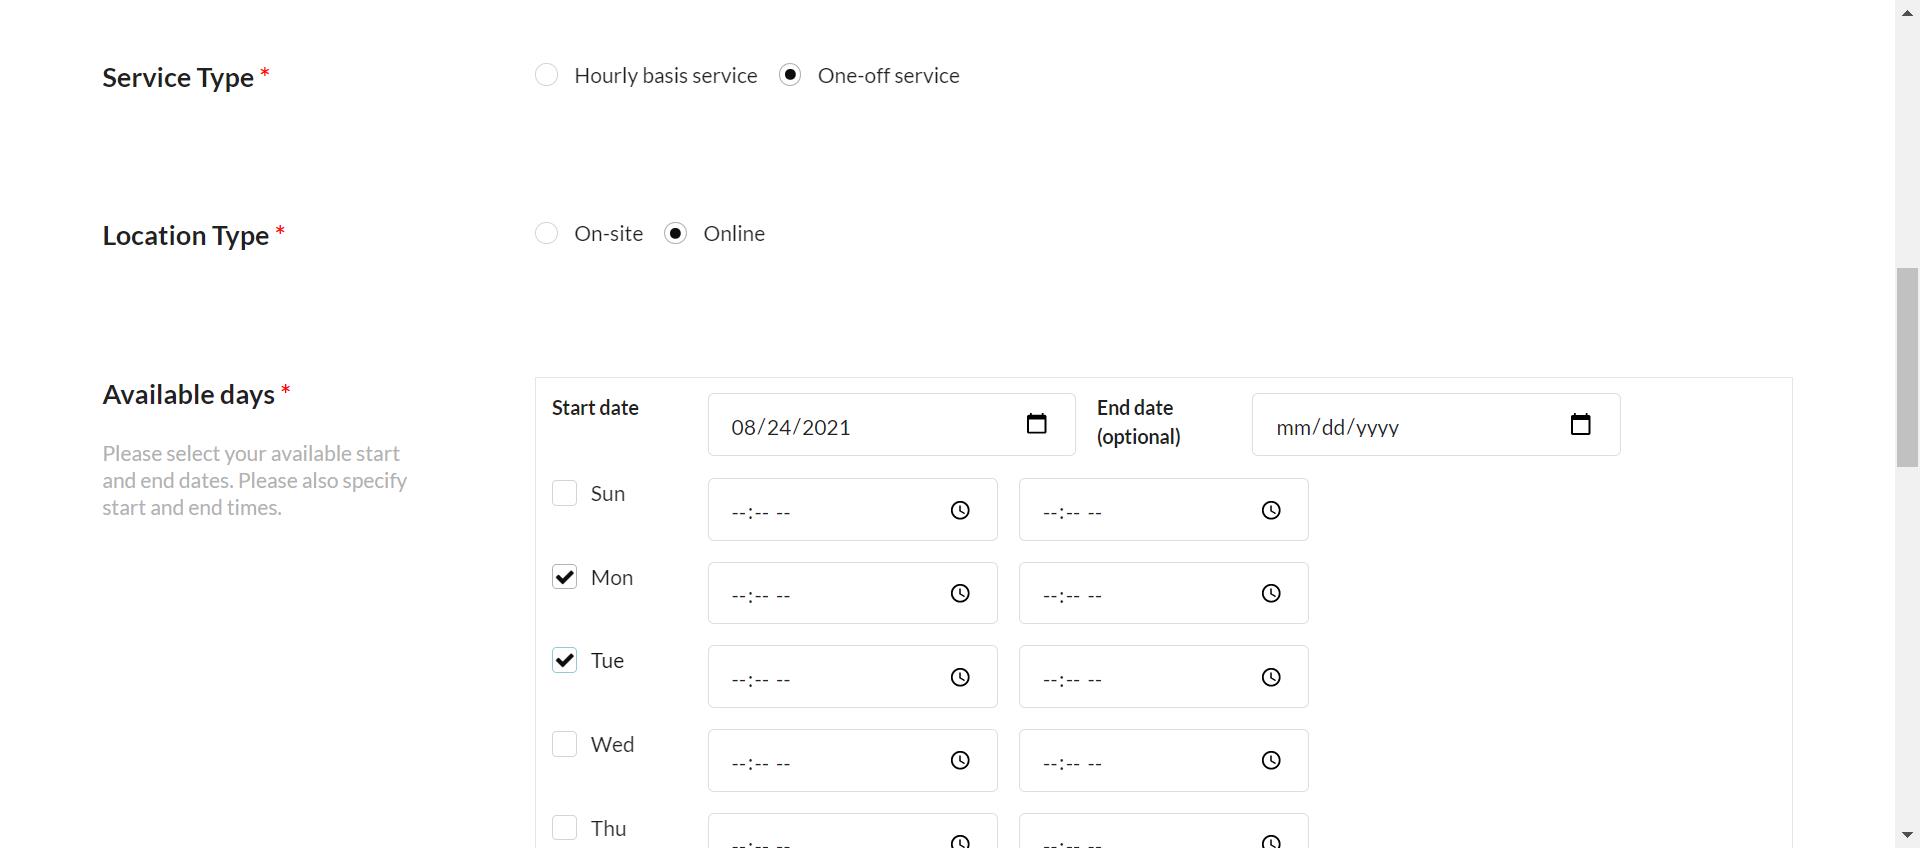 Service Type *
Hourly basis service
One-off service
Location Type *
On-site
Online
Available days *
Please select your available start
and end dates. Please also specify
start and end times.
Start date
08/24/2021
End date
(optional)
mm/dd/yyyy
Sun
--:-- --
--:-- --
Mon
--:-- --
--:-- --
Tue
--:-- --
--:-- --
Wed
--:-- --
--:-- --
Thu
--:-- --
--:-- --